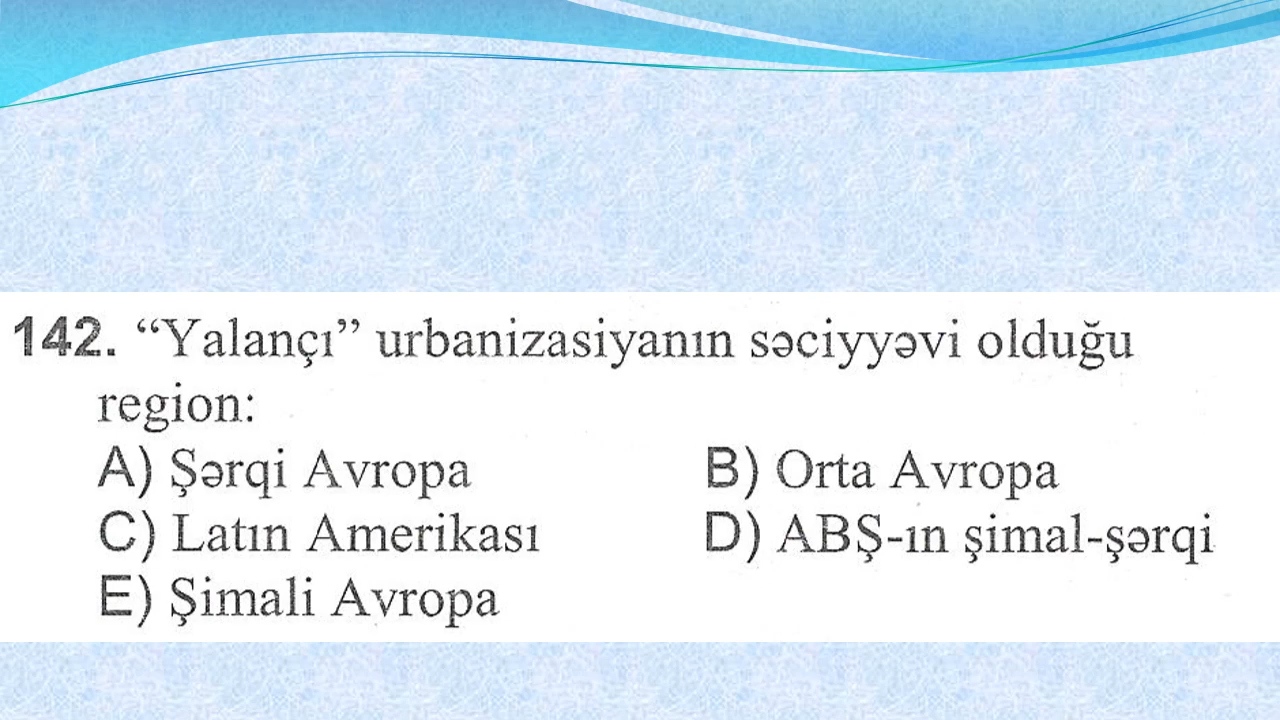 142. “Yalançı” urbanizasiyanın səciyyəvi olduğu
region:
A) Şərqi Avropa B) Orta Avropa
C) Latın Amerikası D) ABŞ-ın şimal-şərqi
E) Şimali Avropa